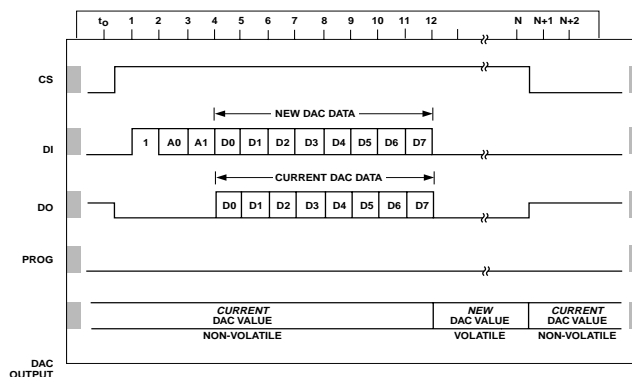 to 1 2 3 4 5 6 7 8 9 10 11 12 N N+1 N+2
CS
NEW DAC DATA
DI 1 A0 A1 D0 D1 D2 D3 D4 D5 D6 D7
CURRENT DAC DATA
DO D0 D1 D2 D3 D4 D5 D6 D7
PROG
CURRENT NEW CURRENT
DAC VALUE DAC VALUE DAC VALUE
NON-VOLATILE VOLATILE NON-VOLATILE
DAC
OUTPUT